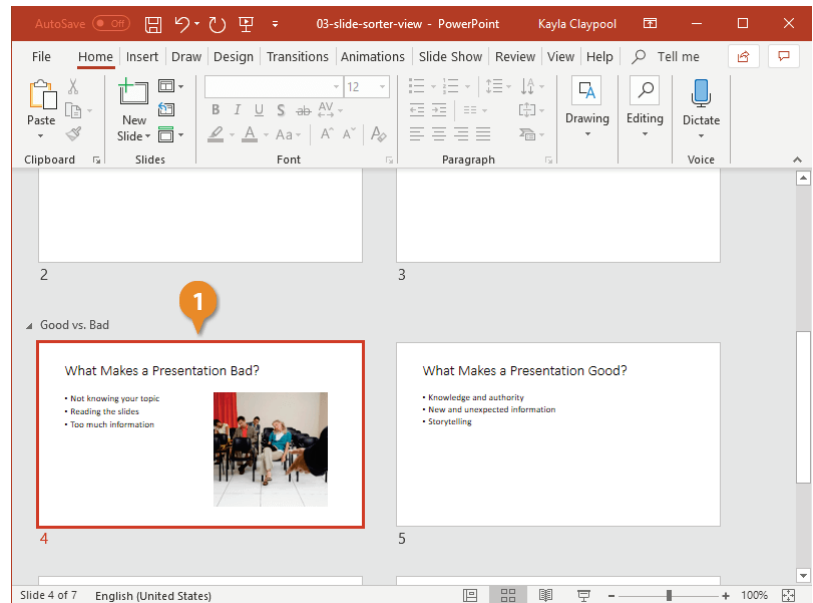 AutoSave Off 03-slide-sorter-view - PowerPoint Kayla Claypool
File Home Insert Draw Design Transitions Animations Slide Show Review View Help Tell me
12
Paste New Slide B I U S ab AV Aa A A A Drawing Editing Dictate
Clipboard Slides Font Paragraph Voice
2 3
1
Good vs. Bad
What Makes a Presentation Bad?
• Not knowing your topic
• Reading the slides
• Too much information
What Makes a Presentation Good?
• Knowledge and authority
• New and unexpected information
• Storytelling
4 5
Slide 4 of 7 English (United States) 100%